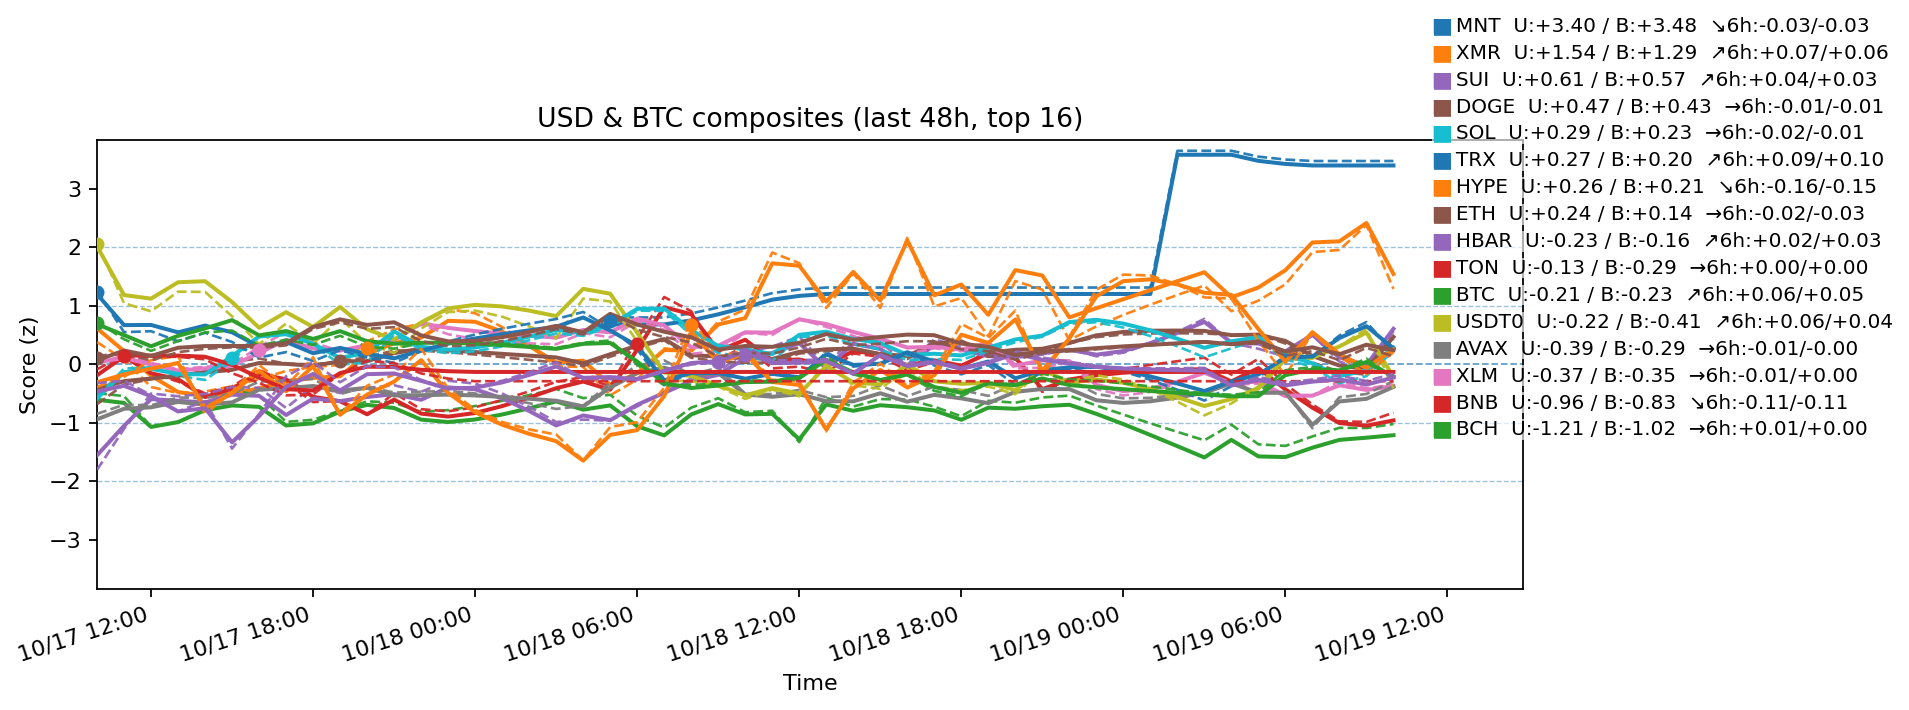 MNT  U:+3.40 / B:+3.48  ↘6h:-0.03/-0.03
XMR  U:+1.54 / B:+1.29  ↗6h:+0.07/+0.06
SUI  U:+0.61 / B:+0.57  ↗6h:+0.04/+0.03
DOGE  U:+0.47 / B:+0.43  →6h:-0.01/-0.01
SOL  U:+0.29 / B:+0.23  →6h:-0.02/-0.01
TRX  U:+0.27 / B:+0.20  ↗6h:+0.09/+0.10
HYPE  U:+0.26 / B:+0.21  ↘6h:-0.16/-0.15
ETH  U:+0.24 / B:+0.14  →6h:-0.02/-0.03
HBAR  U:-0.23 / B:-0.16  ↗6h:+0.02/+0.03
TON  U:-0.13 / B:-0.29  →6h:+0.00/+0.00
BTC  U:-0.21 / B:-0.23  ↗6h:+0.06/+0.05
USDT0  U:-0.22 / B:-0.41  ↗6h:+0.06/+0.04
AVAX  U:-0.39 / B:-0.29  →6h:-0.01/-0.00
XLM  U:-0.37 / B:-0.35  →6h:-0.01/+0.00
BNB  U:-0.96 / B:-0.83  ↘6h:-0.11/-0.11
BCH  U:-1.21 / B:-1.02  →6h:+0.01/+0.00
USD & BTC composites (last 48h, top 16)
Score (z)
3
2
1
0
−1
−2
−3
10/17 12:00
10/17 18:00
10/18 00:00
10/18 06:00
10/18 12:00
10/18 18:00
10/19 00:00
10/19 06:00
10/19 12:00
Time